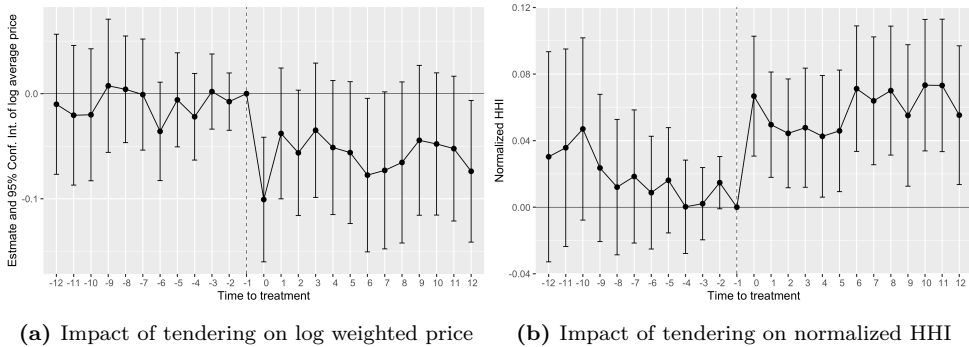 Estmate and 95% Conf. Int. of log average price
0.0
-0.1
-12 -11 -10 -9 -8 -7 -6 -5 -4 -3 -2 -1 0 1 2 3 4 5 6 7 8 9 10 11 12
Time to treatment
(a) Impact of tendering on log weighted price
Normalized HHI
0.12
0.08
0.04
0.00
-0.04
-12 -11 -10 -9 -8 -7 -6 -5 -4 -3 -2 -1 0 1 2 3 4 5 6 7 8 9 10 11 12
Time to treatment
(b) Impact of tendering on normalized HHI